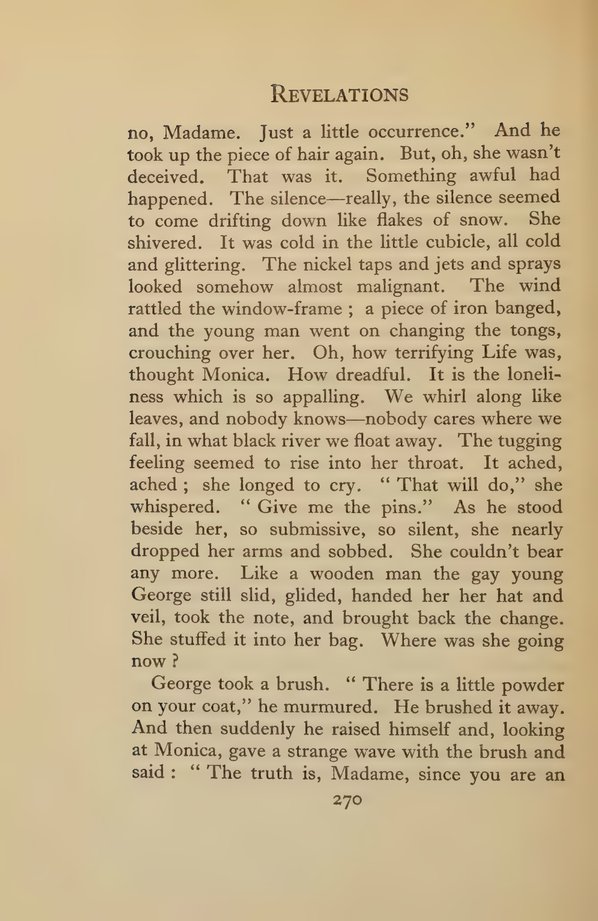 REVELATIONS
no, Madame. Just a little occurrence.” And he
took up the piece of hair again. But, oh, she wasn’t
deceived. That was it. Something awful had
happened. The silence—really, the silence seemed
to come drifting down like flakes of snow. She
shivered. It was cold in the little cubicle, all cold
and glittering. The nickel taps and jets and sprays
looked somehow almost malignant. The wind
rattled the window-frame ; a piece of iron banged,
and the young man went on changing the tongs,
crouching over her. Oh, how terrifying Life was,
thought Monica. How dreadful. It is the loneli-
ness which is so appalling. We whirl along like
leaves, and nobody knows—nobody cares where we
fall, in what black river we float away. The tugging
feeling seemed to rise into her throat. It ached,
ached ; she longed to cry. “ That will do,” she
whispered. “ Give me the pins.” As he stood
beside her, so submissive, so silent, she nearly
dropped her arms and sobbed. She couldn’t bear
any more. Like a wooden man the gay young
George still slid, glided, handed her her hat and
veil, took the note, and brought back the change.
She stuffed it into her bag. Where was she going
now ?
George took a brush. “ There is a little powder
on your coat,” he murmured. He brushed it away.
And then suddenly he raised himself and, looking
at Monica, gave a strange wave with the brush and
said : “ The truth is, Madame, since you are an
270